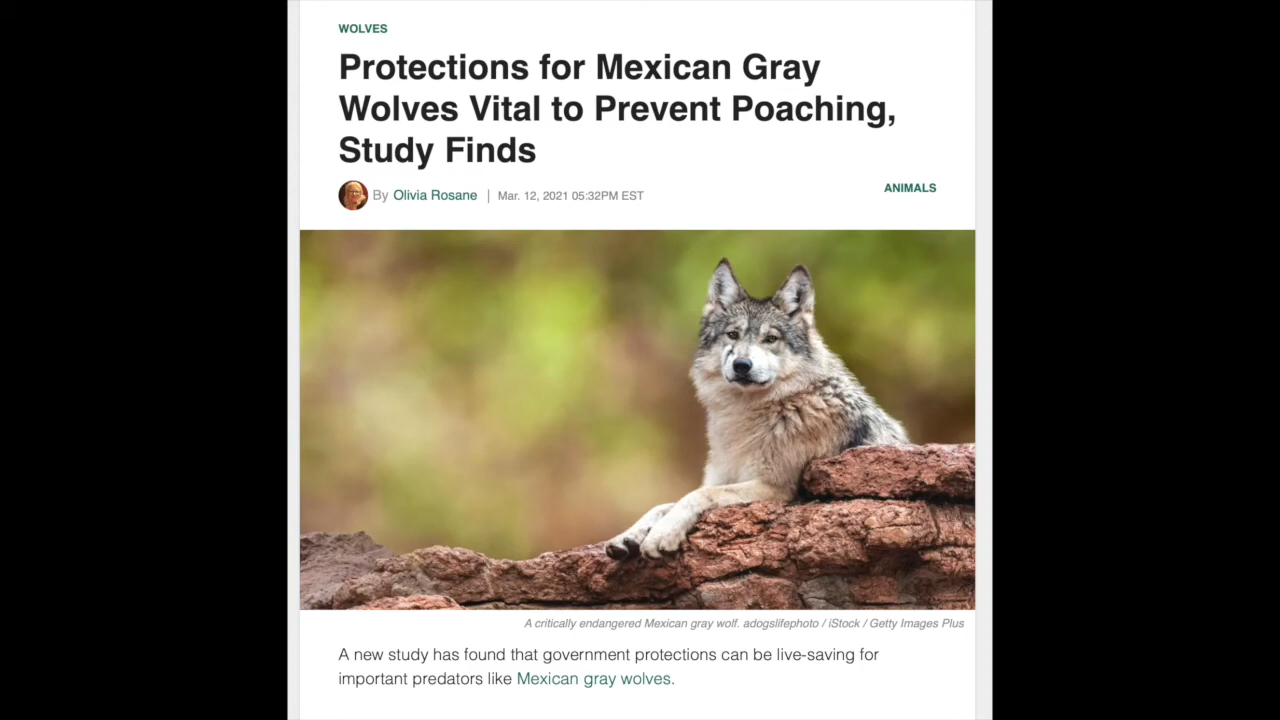 WOLVES
Protections for Mexican Gray
Wolves Vital to Prevent Poaching,
Study Finds
By Olivia Rosane | Mar. 12, 2021 05:32PM EST
ANIMALS
A critically endangered Mexican gray wolf. adogslifephoto / iStock / Getty Images Plus
A new study has found that government protections can be live-saving for
important predators like Mexican gray wolves.